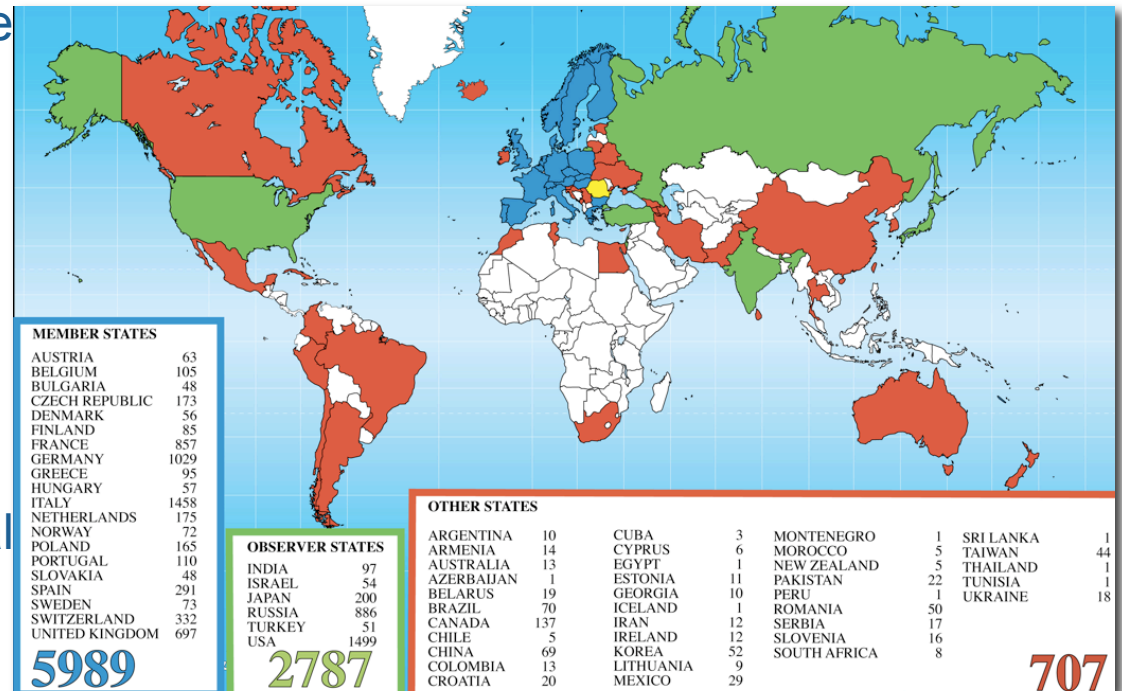 e
al
MEMBER STATES
AUSTRIA 63
BELGIUM 105
BULGARIA 48
CZECH REPUBLIC 173
DENMARK 56
FINLAND 85
FRANCE 857
GERMANY 1029
GREECE 95
HUNGARY 57
ITALY 1458
NETHERLANDS 175
NORWAY 72
POLAND 165
PORTUGAL 110
SLOVAKIA 48
SPAIN 291
SWEDEN 73
SWITZERLAND 332
UNITED KINGDOM 697
5989
OBSERVER STATES
INDIA 97
ISRAEL 54
JAPAN 200
RUSSIA 886
TURKEY 51
USA 1499
2787
OTHER STATES
ARGENTINA 10
ARMENIA 14
AUSTRALIA 13
AZERBAIJAN 1
BELARUS 19
BRAZIL 70
CANADA 137
CHILE 5
CHINA 69
COLOMBIA 13
CROATIA 20
CUBA 3
CYPRUS 6
EGYPT 1
ESTONIA 11
GEORGIA 10
ICELAND 1
IRAN 12
IRELAND 12
KOREA 52
LITHUANIA 9
MEXICO 29
MONTENEGRO 1
MOROCCO 5
NEW ZEALAND 5
PAKISTAN 22
PERU 1
ROMANIA 50
SERBIA 17
SLOVENIA 16
SOUTH AFRICA 8
SRI LANKA 1
TAIWAN 44
THAILAND 1
TUNISIA 1
UKRAINE 18
707